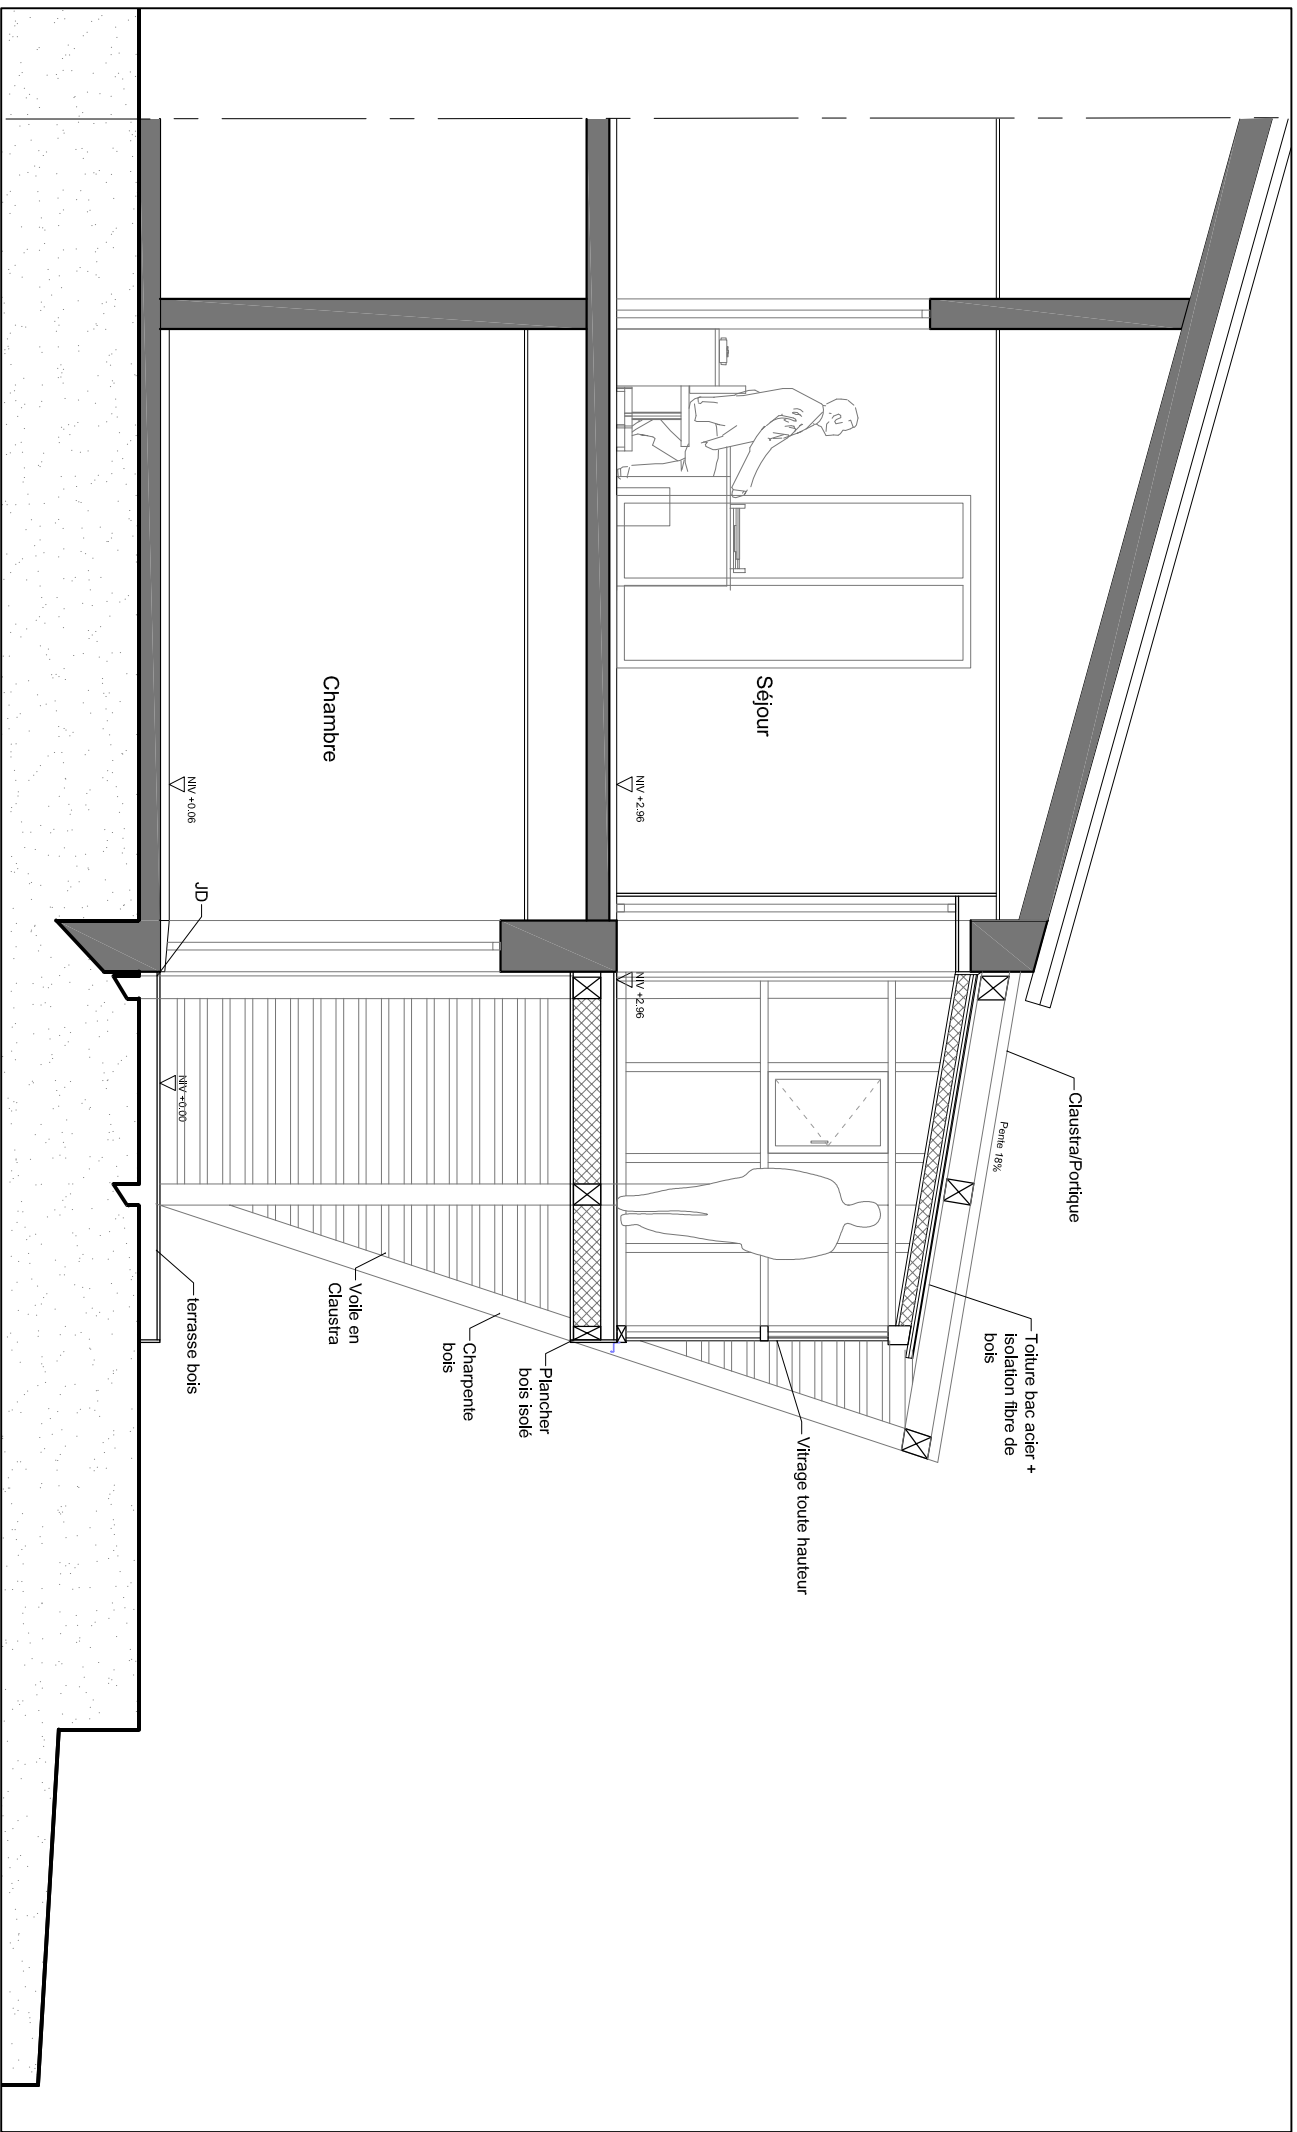 Claustra/Portique
Pente 18%
Toiture bac acier +
isolation fibre de
bois
Séjour
NIV +2.96
NIV +2.96
Vitrage toute hauteur
Plancher
bois isolé
Charpente
bois
Chambre
Voile en
Claustra
NIV +0.06
JD
NIV +0.00
terrasse bois